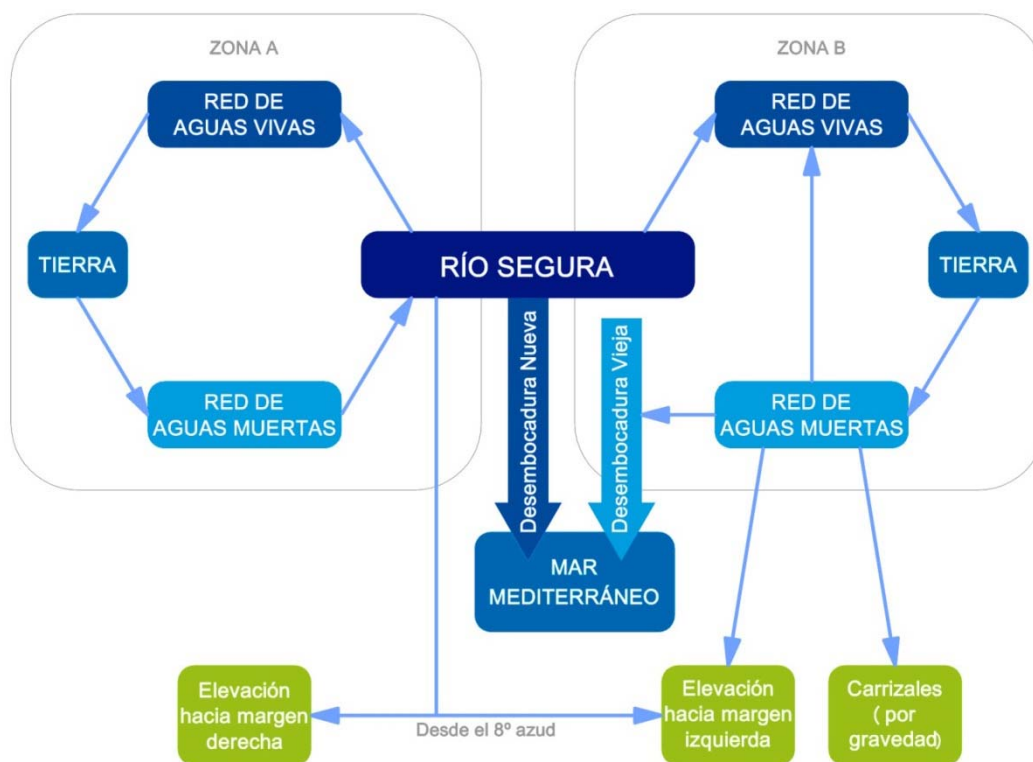 ZONA A
ZONA B
RED DE
AGUAS VIVAS
RED DE
AGUAS VIVAS
TIERRA
RÍO SEGURA
TIERRA
Desembocadura Nueva
Desembocadura Vieja
RED DE
AGUAS MUERTAS
RED DE
AGUAS MUERTAS
MAR
MEDITERRÁNEO
Elevación
hacia margen
derecha
Desde el 8º azud
Elevación
hacia margen
izquierda
Carrizales
( por
gravedad)